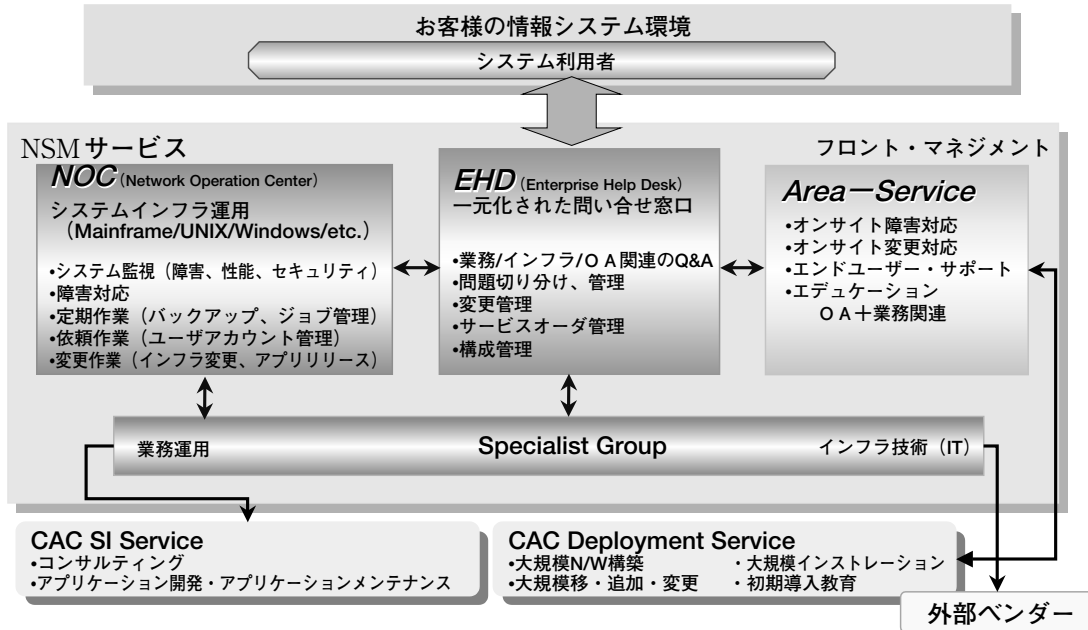 お客様の情報システム環境
システム利用者
NSMサービス
フロント・マネジメント
NOC (Network Operation Center)
システムインフラ運用
（Mainframe/UNIX/Windows/etc.）
•システム監視（障害、性能、セキュリティ）
•障害対応
•定期作業（バックアップ、ジョブ管理）
•依頼作業（ユーザアカウント管理）
•変更作業（インフラ変更、アプリリリース）
EHD (Enterprise Help Desk)
一元化された問い合せ窓口
•業務/インフラ/ＯＡ関連のQ&A
•問題切り分け、管理
•変更管理
•サービスオーダ管理
•構成管理
Area－Service
•オンサイト障害対応
•オンサイト変更対応
•エンドユーザー・サポート
•エデュケーション
ＯＡ＋業務関連
業務運用 Specialist Group インフラ技術（IT）
CAC SI Service
•コンサルティング
•アプリケーション開発・アプリケーションメンテナンス
CAC Deployment Service
•大規模N/W構築 ・大規模インストレーション
•大規模移・追加・変更 ・初期導入教育
外部ベンダー